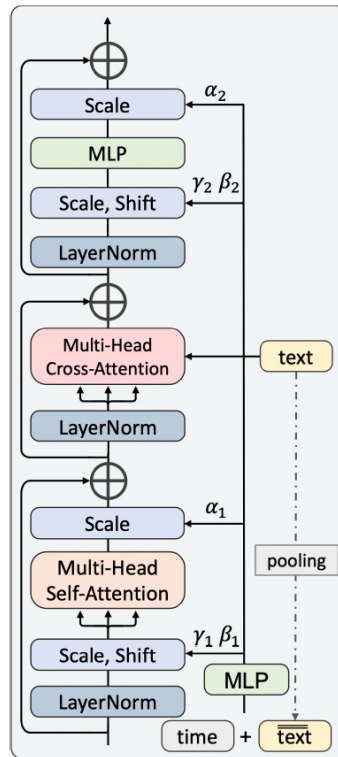 Scale
α₂
MLP
Scale, Shift
γ₂ β₂
LayerNorm
Multi-Head
Cross-Attention
text
LayerNorm
Scale
α₁
Multi-Head
Self-Attention
pooling
Scale, Shift
γ₁ β₁
MLP
LayerNorm
time + text